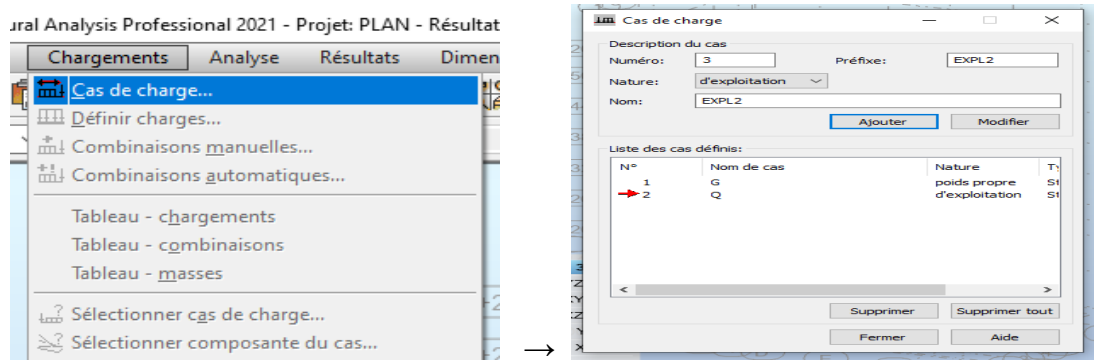 ural Analysis Professional 2021 - Projet: PLAN - Résultat
Chargements Analyse Résultats Dimen
Cas de charge...
Définir charges...
Combinaisons manuelles...
Combinaisons automatiques...
Tableau - chargements
Tableau - combinaisons
Tableau - masses
Sélectionner cas de charge...
Sélectionner composante du cas...
→
Cas de charge
Description du cas
Numéro: 3 Préfixe: EXPL2
Nature: d'exploitation
Nom: EXPL2
Ajouter Modifier
Liste des cas définis:
N° Nom de cas Nature Ty
1 G poids propre St
2 Q d'exploitation St
Supprimer Supprimer tout
Fermer Aide